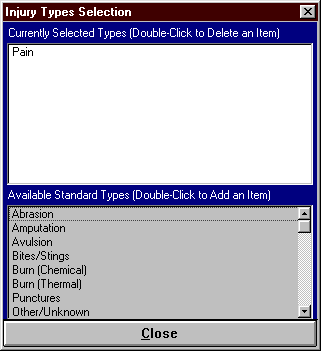 Injury Types Selection
Currently Selected Types (Double-Click to Delete an Item)
Pain
Available Standard Types (Double-Click to Add an Item)
Abrasion
Amputation
Avulsion
Bites/Stings
Burn (Chemical)
Burn (Thermal)
Punctures
Other/Unknown
Close